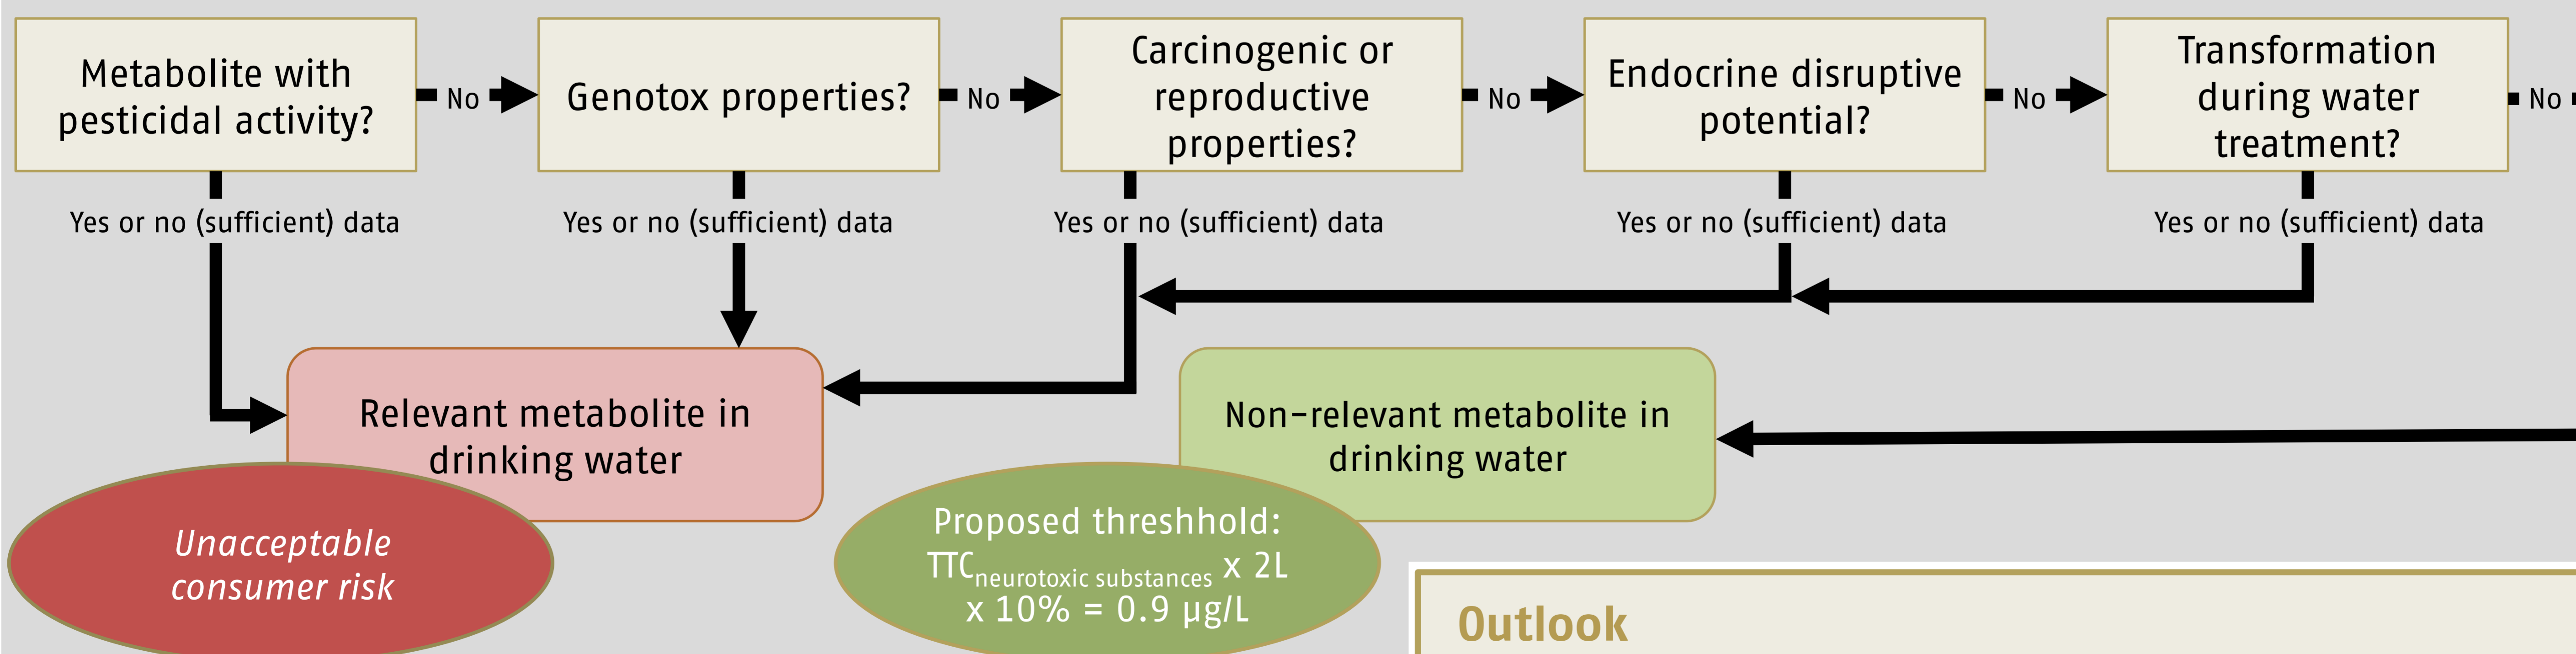 Metabolite with
pesticidal activity?
No
Genotox properties?
No
Carcinogenic or
reproductive
properties?
No
Endocrine disruptive
potential?
No
Transformation
during water
treatment?
No
Yes or no (sufficient) data
Yes or no (sufficient) data
Yes or no (sufficient) data
Yes or no (sufficient) data
Yes or no (sufficient) data
Relevant metabolite in
drinking water
Non-relevant metabolite in
drinking water
Unacceptable
consumer risk
Proposed threshhold:
TTCneurotoxic substances x 2L
x 10% = 0.9 µg/L
Outlook